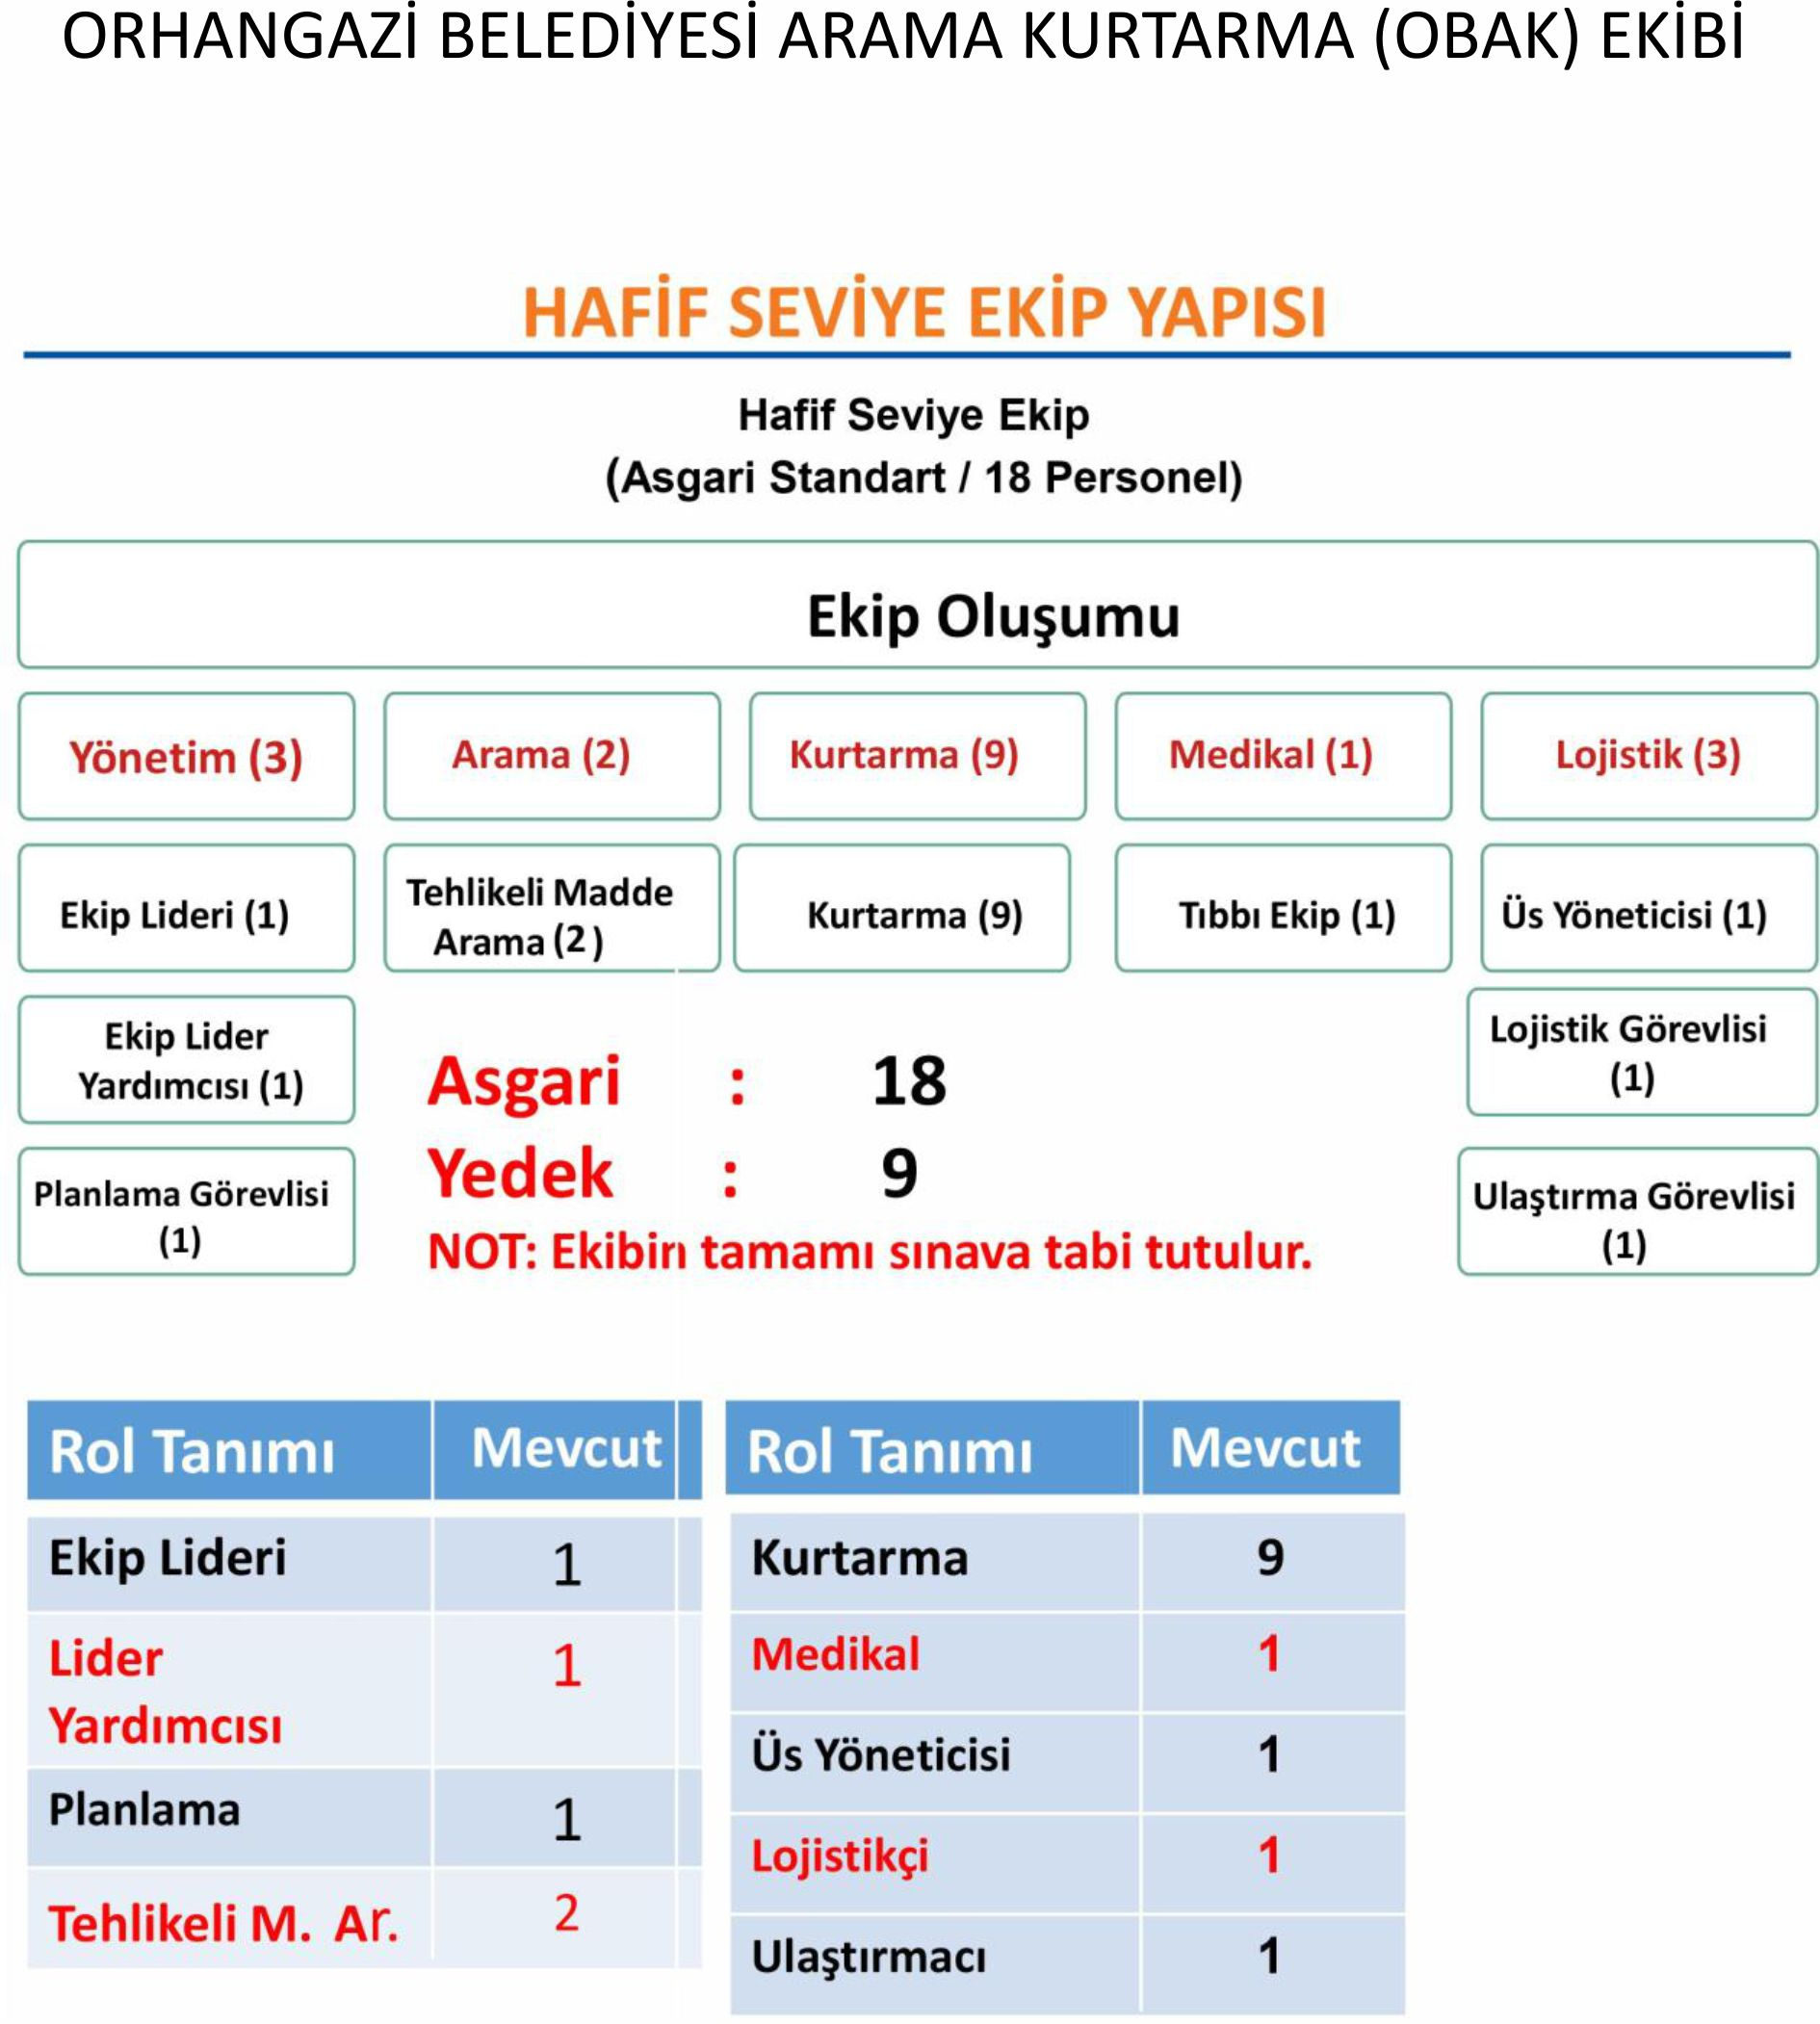 ORHANGAZİ BELEDİYESİ ARAMA KURTARMA (OBAK) EKİBİ
HAFİF SEVİYE EKİP YAPISI
Hafif Seviye Ekip
(Asgari Standart / 18 Personel)
Ekip Oluşumu
Yönetim (3)
Arama (2)
Kurtarma (9)
Medikal (1)
Lojistik (3)
Ekip Lideri (1)
Tehlikeli Madde
Arama (2)
Kurtarma (9)
Tıbbı Ekip (1)
Üs Yöneticisi (1)
Ekip Lider
Yardımcısı (1)
Lojistik Görevlisi
(1)
Planlama Görevlisi
(1)
Asgari : 18
Yedek : 9
NOT: Ekibin tamamı sınava tabi tutulur.
Ulaştırma Görevlisi
(1)
Rol Tanımı Mevcut
Ekip Lideri 1
Lider 1
Yardımcısı
Planlama 1
Tehlikeli M. Ar. 2
Rol Tanımı Mevcut
Kurtarma 9
Medikal 1
Üs Yöneticisi 1
Lojistikçi 1
Ulaştırmacı 1